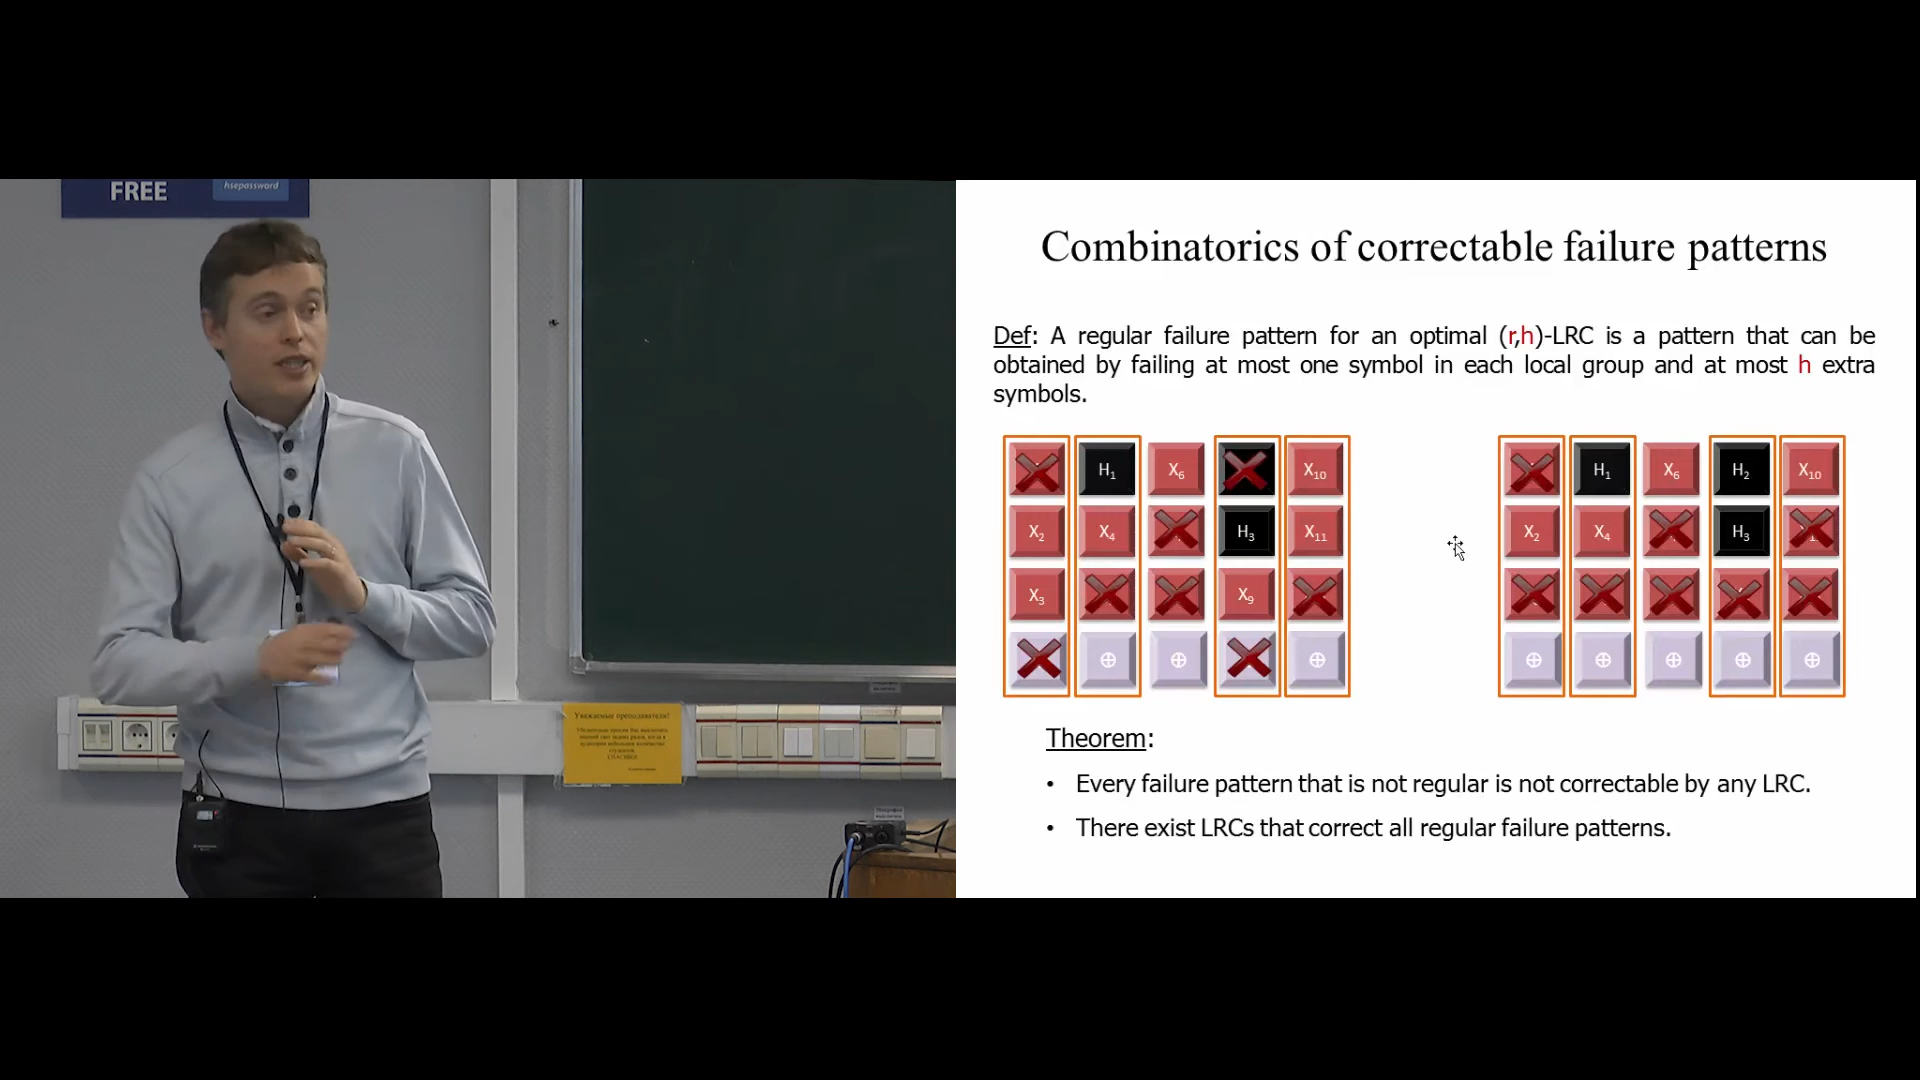 FREE
hsepassword
Уважаемые преподаватели!
Combinatorics of correctable failure patterns
Def: A regular failure pattern for an optimal (r,h)-LRC is a pattern that can be
obtained by failing at most one symbol in each local group and at most h extra
symbols.
H₁ X₆ X₁₀
X₂ X₄ H₃ X₁₁
X₃ X₉
⊕ ⊕ ⊕
H₁ X₆ H₂ X₁₀
X₂ X₄ H₃
⊕ ⊕ ⊕ ⊕ ⊕
Theorem:
• Every failure pattern that is not regular is not correctable by any LRC.
• There exist LRCs that correct all regular failure patterns.